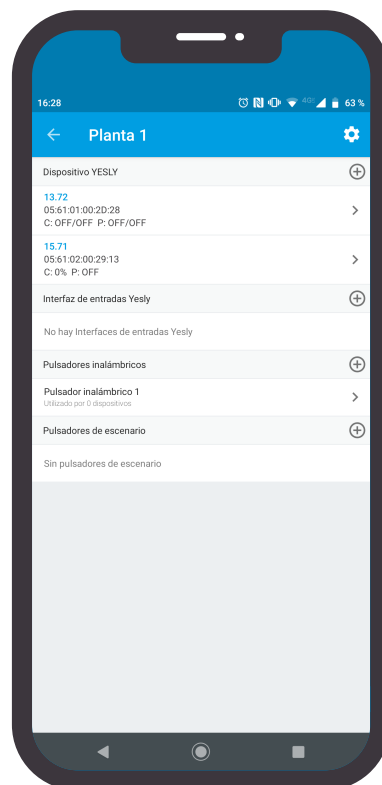 16:28
63 %
Planta 1
Dispositivo YESLY
13.72
05:61:01:00:2D:28
C: OFF/OFF P: OFF/OFF
15.71
05:61:02:00:29:13
C: 0% P: OFF
Interfaz de entradas Yesly
No hay Interfaces de entradas Yesly
Pulsadores inalámbricos
Pulsador inalámbrico 1
Utilizado por 0 dispositivos
Pulsadores de escenario
Sin pulsadores de escenario